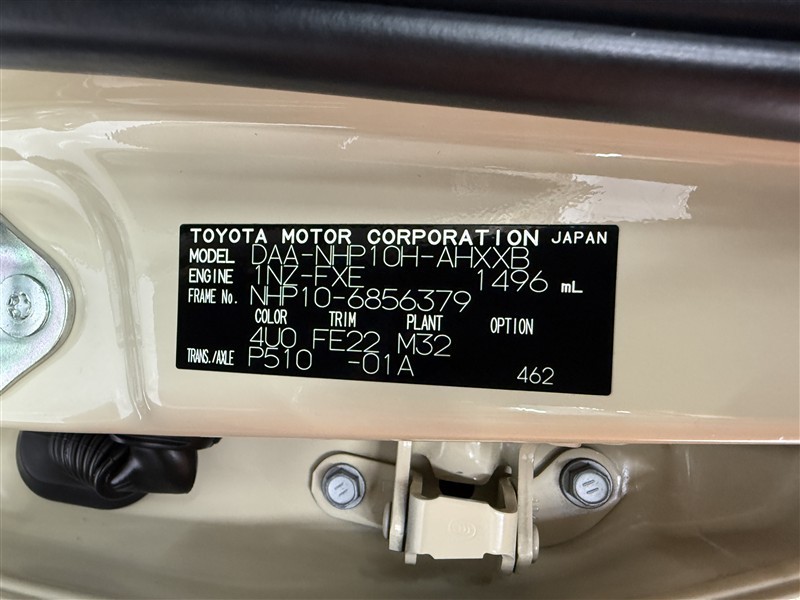 TOYOTA MOTOR CORPORATION JAPAN
MODEL DAA-NHP10H-AHXXB
ENGINE 1NZ-FXE 1496 mL
FRAME No. NHP10-6856379
COLOR TRIM PLANT OPTION
4U0 FE22 M32
TRANS./AXLE P510 -01A
462